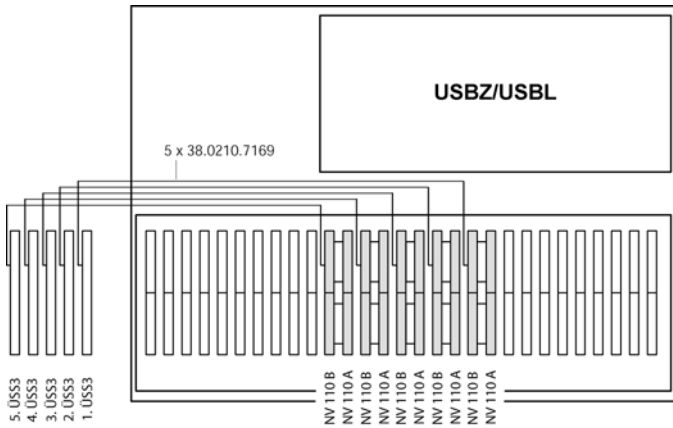 USBZ/USBL
5 x 38.0210.7169
5. ÜSS3
4. ÜSS3
3. ÜSS3
2. ÜSS3
1. ÜSS3
NV 110 B
NV 110 A
NV 110 B
NV 110 A
NV 110 B
NV 110 A
NV 110 B
NV 110 A
NV 110 B
NV 110 A